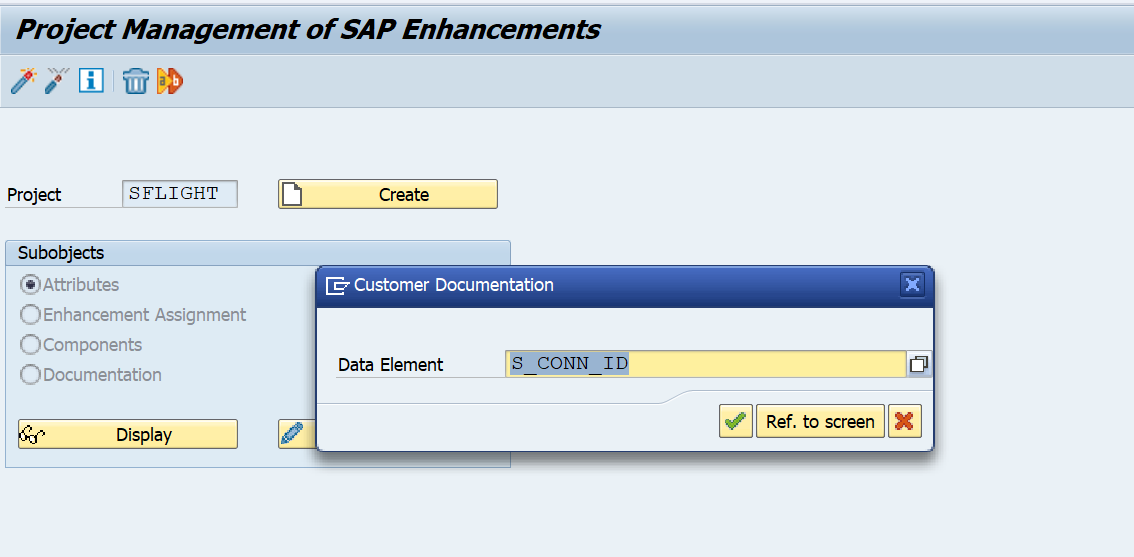 Project Management of SAP Enhancements
Project SFLIGHT Create
Subobjects
Attributes
Enhancement Assignment
Components
Documentation
Display
Customer Documentation
Data Element S_CONN_ID
Ref. to screen